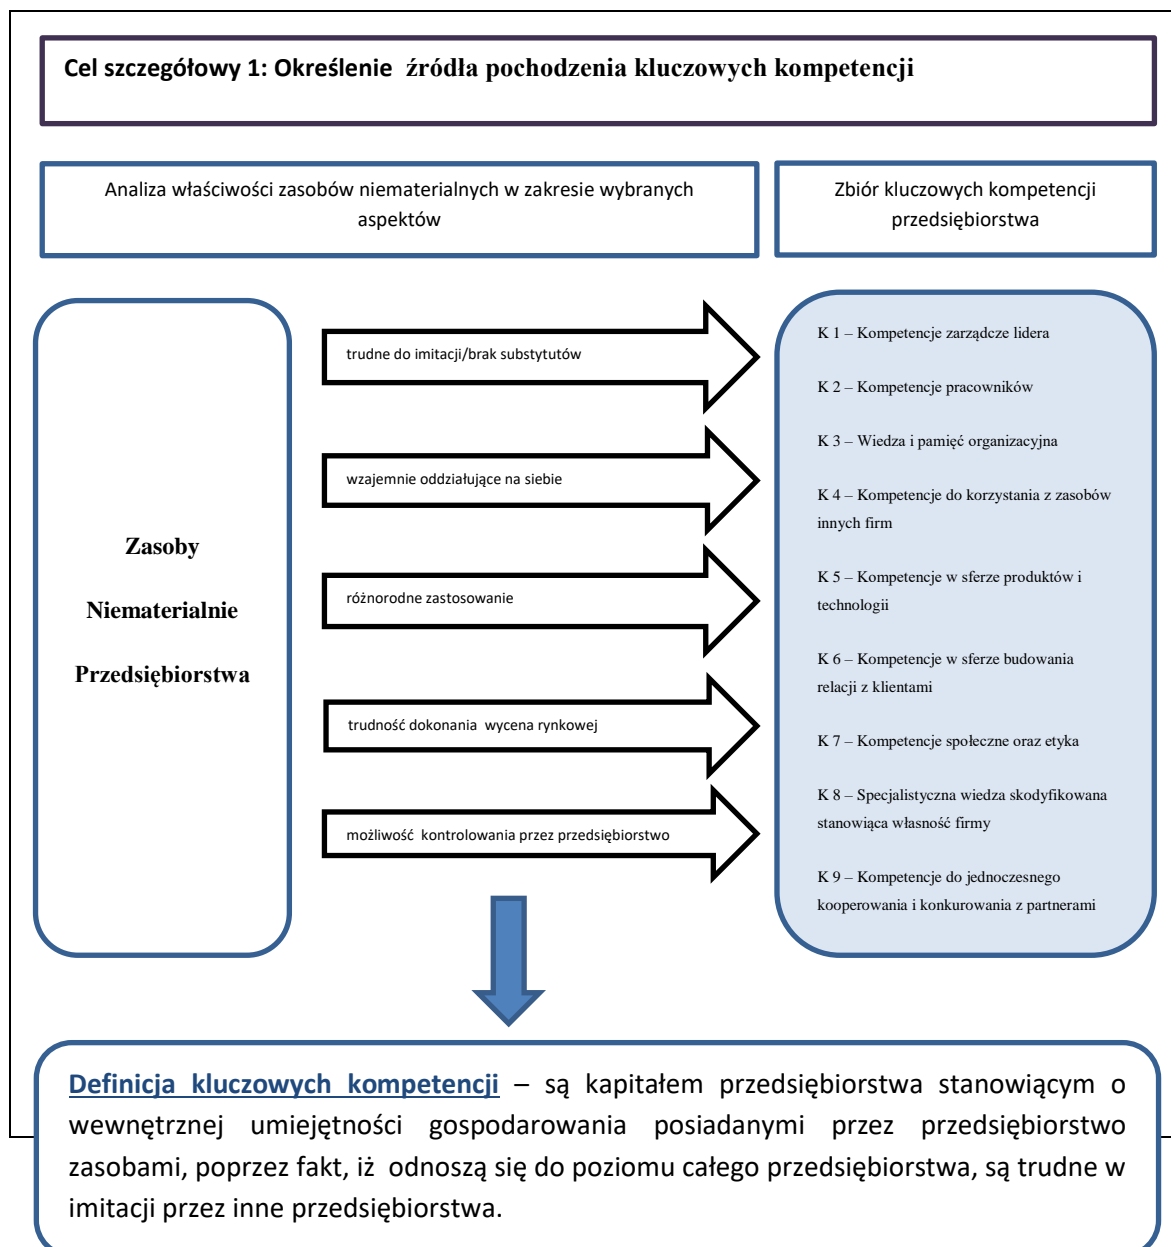 Cel szczegółowy 1: Określenie źródła pochodzenia kluczowych kompetencji
Analiza właściwości zasobów niematerialnych w zakresie wybranych
aspektów
Zbiór kluczowych kompetencji
przedsiębiorstwa
Zasoby
Niematerialnie
Przedsiębiorstwa
trudne do imitacji/brak substytutów
wzajemnie oddziałujące na siebie
różnorodne zastosowanie
trudność dokonania wycena rynkowej
możliwość kontrolowania przez przedsiębiorstwo
K 1 – Kompetencje zarządcze lidera
K 2 – Kompetencje pracowników
K 3 – Wiedza i pamięć organizacyjna
K 4 – Kompetencje do korzystania z zasobów
innych firm
K 5 – Kompetencje w sferze produktów i
technologii
K 6 – Kompetencje w sferze budowania
relacji z klientami
K 7 – Kompetencje społeczne oraz etyka
K 8 – Specjalistyczna wiedza skodyfikowana
stanowiąca własność firmy
K 9 – Kompetencje do jednoczesnego
kooperowania i konkurowania z partnerami
Definicja kluczowych kompetencji – są kapitałem przedsiębiorstwa stanowiącym o
wewnętrznej umiejętności gospodarowania posiadanymi przez przedsiębiorstwo
zasobami, poprzez fakt, iż odnoszą się do poziomu całego przedsiębiorstwa, są trudne w
imitacji przez inne przedsiębiorstwa.